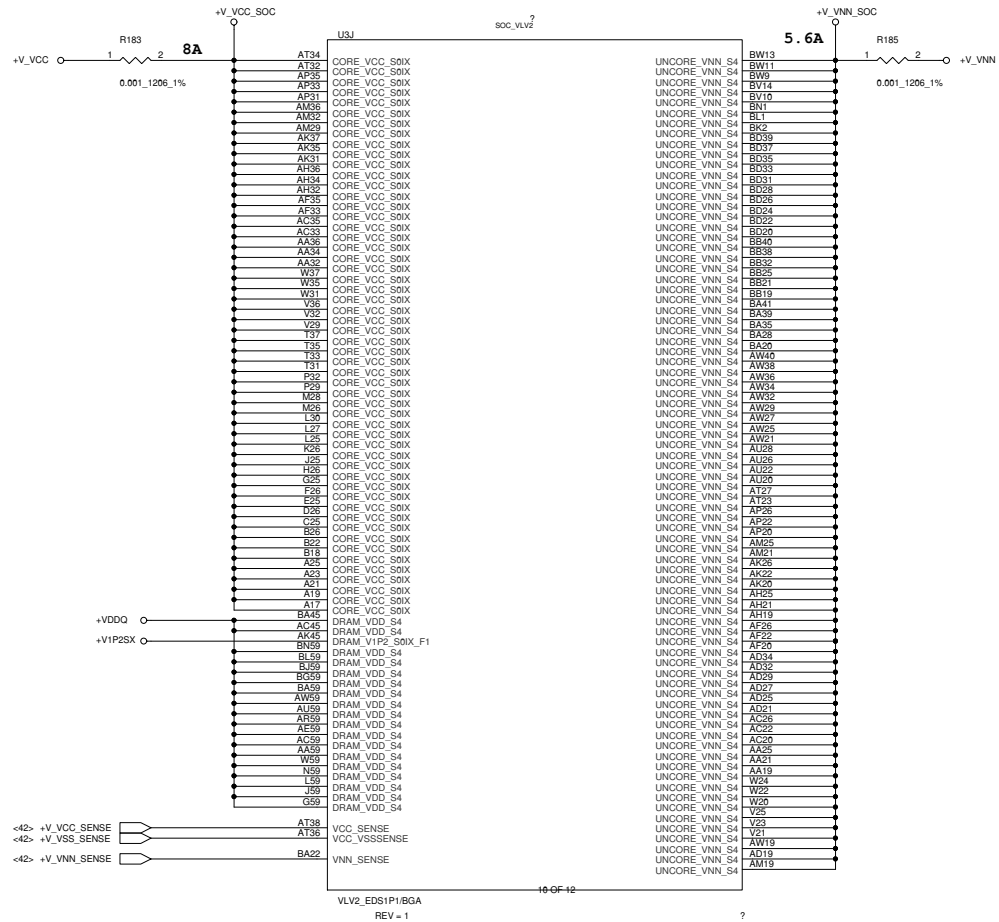 +V_VCC_SOC
?
SOC_VLV2
+V_VNN_SOC
U3J
R183
8A
5.6A
R185
+V_VCC
1 2
1 2
+V_VNN
0.001_1206_1%
0.001_1206_1%
AT34 CORE_VCC_S0IX UNCORE_VNN_S4 BW13
AT32 CORE_VCC_S0IX UNCORE_VNN_S4 BW11
AP35 CORE_VCC_S0IX UNCORE_VNN_S4 BW9
AP33 CORE_VCC_S0IX UNCORE_VNN_S4 BV14
AP31 CORE_VCC_S0IX UNCORE_VNN_S4 BV10
AM36 CORE_VCC_S0IX UNCORE_VNN_S4 BN1
AM32 CORE_VCC_S0IX UNCORE_VNN_S4 BL1
AM29 CORE_VCC_S0IX UNCORE_VNN_S4 BK2
AK37 CORE_VCC_S0IX UNCORE_VNN_S4 BD39
AK35 CORE_VCC_S0IX UNCORE_VNN_S4 BD37
AK31 CORE_VCC_S0IX UNCORE_VNN_S4 BD35
AH36 CORE_VCC_S0IX UNCORE_VNN_S4 BD33
AH34 CORE_VCC_S0IX UNCORE_VNN_S4 BD31
AH32 CORE_VCC_S0IX UNCORE_VNN_S4 BD28
AF35 CORE_VCC_S0IX UNCORE_VNN_S4 BD26
AF33 CORE_VCC_S0IX UNCORE_VNN_S4 BD24
AC35 CORE_VCC_S0IX UNCORE_VNN_S4 BD22
AC33 CORE_VCC_S0IX UNCORE_VNN_S4 BD20
AA36 CORE_VCC_S0IX UNCORE_VNN_S4 BB40
AA34 CORE_VCC_S0IX UNCORE_VNN_S4 BB38
AA32 CORE_VCC_S0IX UNCORE_VNN_S4 BB32
W37 CORE_VCC_S0IX UNCORE_VNN_S4 BB25
W35 CORE_VCC_S0IX UNCORE_VNN_S4 BB21
W31 CORE_VCC_S0IX UNCORE_VNN_S4 BB19
V36 CORE_VCC_S0IX UNCORE_VNN_S4 BA41
V32 CORE_VCC_S0IX UNCORE_VNN_S4 BA39
V29 CORE_VCC_S0IX UNCORE_VNN_S4 BA35
T37 CORE_VCC_S0IX UNCORE_VNN_S4 BA28
T35 CORE_VCC_S0IX UNCORE_VNN_S4 BA20
T33 CORE_VCC_S0IX UNCORE_VNN_S4 AW40
T31 CORE_VCC_S0IX UNCORE_VNN_S4 AW38
P32 CORE_VCC_S0IX UNCORE_VNN_S4 AW36
P29 CORE_VCC_S0IX UNCORE_VNN_S4 AW34
M28 CORE_VCC_S0IX UNCORE_VNN_S4 AW32
M26 CORE_VCC_S0IX UNCORE_VNN_S4 AW29
L30 CORE_VCC_S0IX UNCORE_VNN_S4 AW27
L27 CORE_VCC_S0IX UNCORE_VNN_S4 AW25
L25 CORE_VCC_S0IX UNCORE_VNN_S4 AW21
K26 CORE_VCC_S0IX UNCORE_VNN_S4 AU28
J25 CORE_VCC_S0IX UNCORE_VNN_S4 AU26
H26 CORE_VCC_S0IX UNCORE_VNN_S4 AU22
G25 CORE_VCC_S0IX UNCORE_VNN_S4 AU20
F26 CORE_VCC_S0IX UNCORE_VNN_S4 AT27
E25 CORE_VCC_S0IX UNCORE_VNN_S4 AT23
D26 CORE_VCC_S0IX UNCORE_VNN_S4 AP26
C25 CORE_VCC_S0IX UNCORE_VNN_S4 AP22
B26 CORE_VCC_S0IX UNCORE_VNN_S4 AP20
B22 CORE_VCC_S0IX UNCORE_VNN_S4 AM25
B18 CORE_VCC_S0IX UNCORE_VNN_S4 AM21
A25 CORE_VCC_S0IX UNCORE_VNN_S4 AK26
A23 CORE_VCC_S0IX UNCORE_VNN_S4 AK22
A21 CORE_VCC_S0IX UNCORE_VNN_S4 AK20
A19 CORE_VCC_S0IX UNCORE_VNN_S4 AH25
A17 CORE_VCC_S0IX UNCORE_VNN_S4 AH21
+VDDQ BA45 DRAM_VDD_S4 UNCORE_VNN_S4 AH19
AC45 DRAM_VDD_S4 UNCORE_VNN_S4 AF26
+V1P2SX AK45 DRAM_V1P2_S0IX_F1 UNCORE_VNN_S4 AF22
BN59 DRAM_VDD_S4 UNCORE_VNN_S4 AF20
BL59 DRAM_VDD_S4 UNCORE_VNN_S4 AD34
BJ59 DRAM_VDD_S4 UNCORE_VNN_S4 AD32
BG59 DRAM_VDD_S4 UNCORE_VNN_S4 AD29
BA59 DRAM_VDD_S4 UNCORE_VNN_S4 AD27
AW59 DRAM_VDD_S4 UNCORE_VNN_S4 AD25
AU59 DRAM_VDD_S4 UNCORE_VNN_S4 AD21
AR59 DRAM_VDD_S4 UNCORE_VNN_S4 AC26
AE59 DRAM_VDD_S4 UNCORE_VNN_S4 AC22
AC59 DRAM_VDD_S4 UNCORE_VNN_S4 AC20
AA59 DRAM_VDD_S4 UNCORE_VNN_S4 AA25
W59 DRAM_VDD_S4 UNCORE_VNN_S4 AA21
N59 DRAM_VDD_S4 UNCORE_VNN_S4 AA19
L59 DRAM_VDD_S4 UNCORE_VNN_S4 W24
J59 DRAM_VDD_S4 UNCORE_VNN_S4 W22
G59 DRAM_VDD_S4 UNCORE_VNN_S4 W20
UNCORE_VNN_S4 V25
<42> +V_VCC_SENSE AT38 VCC_SENSE UNCORE_VNN_S4 V23
<42> +V_VSS_SENSE AT36 VCC_VSSSENSE UNCORE_VNN_S4 V21
UNCORE_VNN_S4 AW19
<42> +V_VNN_SENSE BA22 VNN_SENSE UNCORE_VNN_S4 AD19
UNCORE_VNN_S4 AM19
10 OF 12
VLV2_EDS1P1/BGA
REV = 1
?